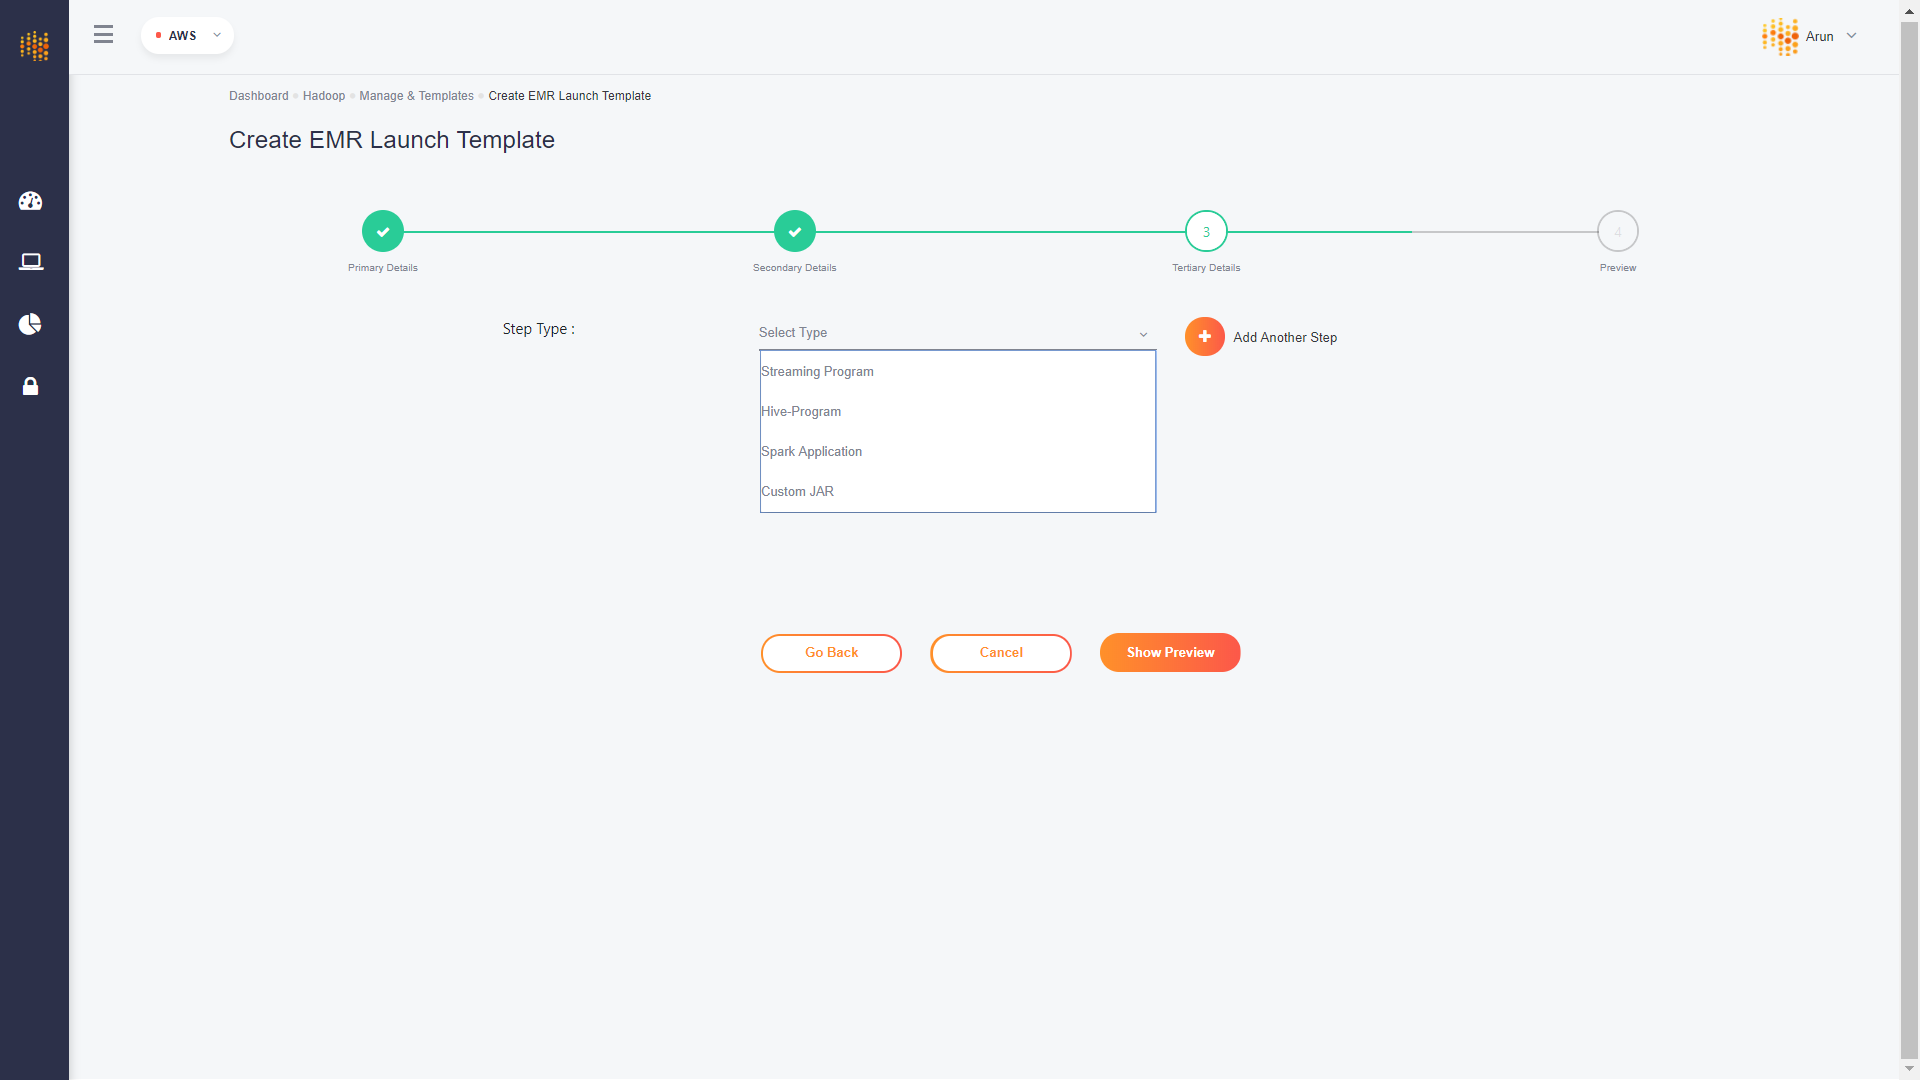 AWS
Arun
Dashboard Hadoop Manage & Templates Create EMR Launch Template
Create EMR Launch Template
3
4
Primary Details
Secondary Details
Tertiary Details
Preview
Step Type :
Select Type
Add Another Step
Streaming Program
Hive-Program
Spark Application
Custom JAR
Go Back
Cancel
Show Preview